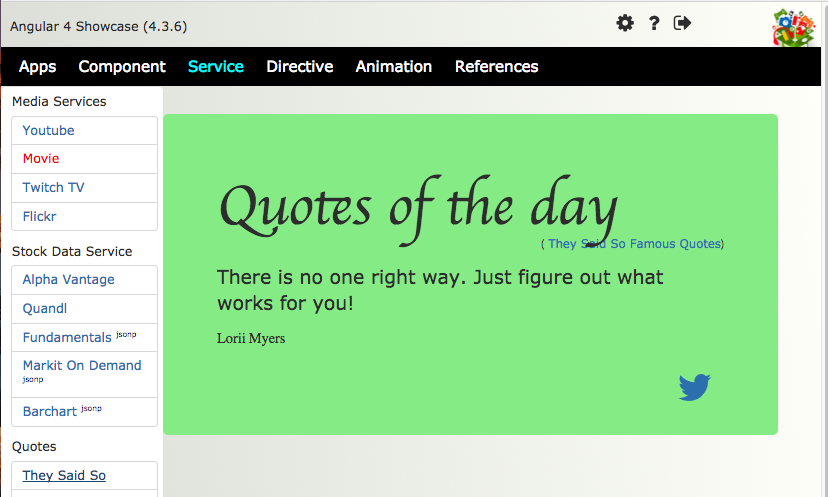 Angular 4 Showcase (4.3.6)
?
Apps Component Service Directive Animation References
Media Services
Youtube
Movie
Twitch TV
Flickr
Stock Data Service
Alpha Vantage
Quandl
Fundamentals jsonp
Markit On Demand
jsonp
Barchart jsonp
Quotes
They Said So
Quotes of the day
( They Said So Famous Quotes)
There is no one right way. Just figure out what
works for you!
Lorii Myers